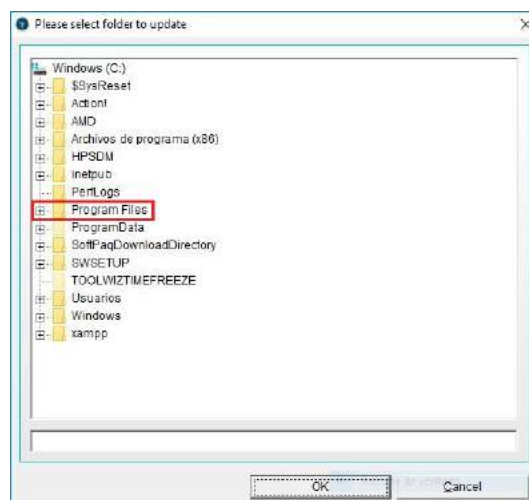 Please select folder to update
Windows (C:)
$SysReset
Action!
AMD
Archivos de programa (x86)
HPSDM
inetpub
PerfLogs
Program Files
ProgramData
SoftPaqDownloadDirectory
SWSETUP
TOOLWIZTIMEFREEZE
Usuarios
Windows
xampp
OK
Cancel